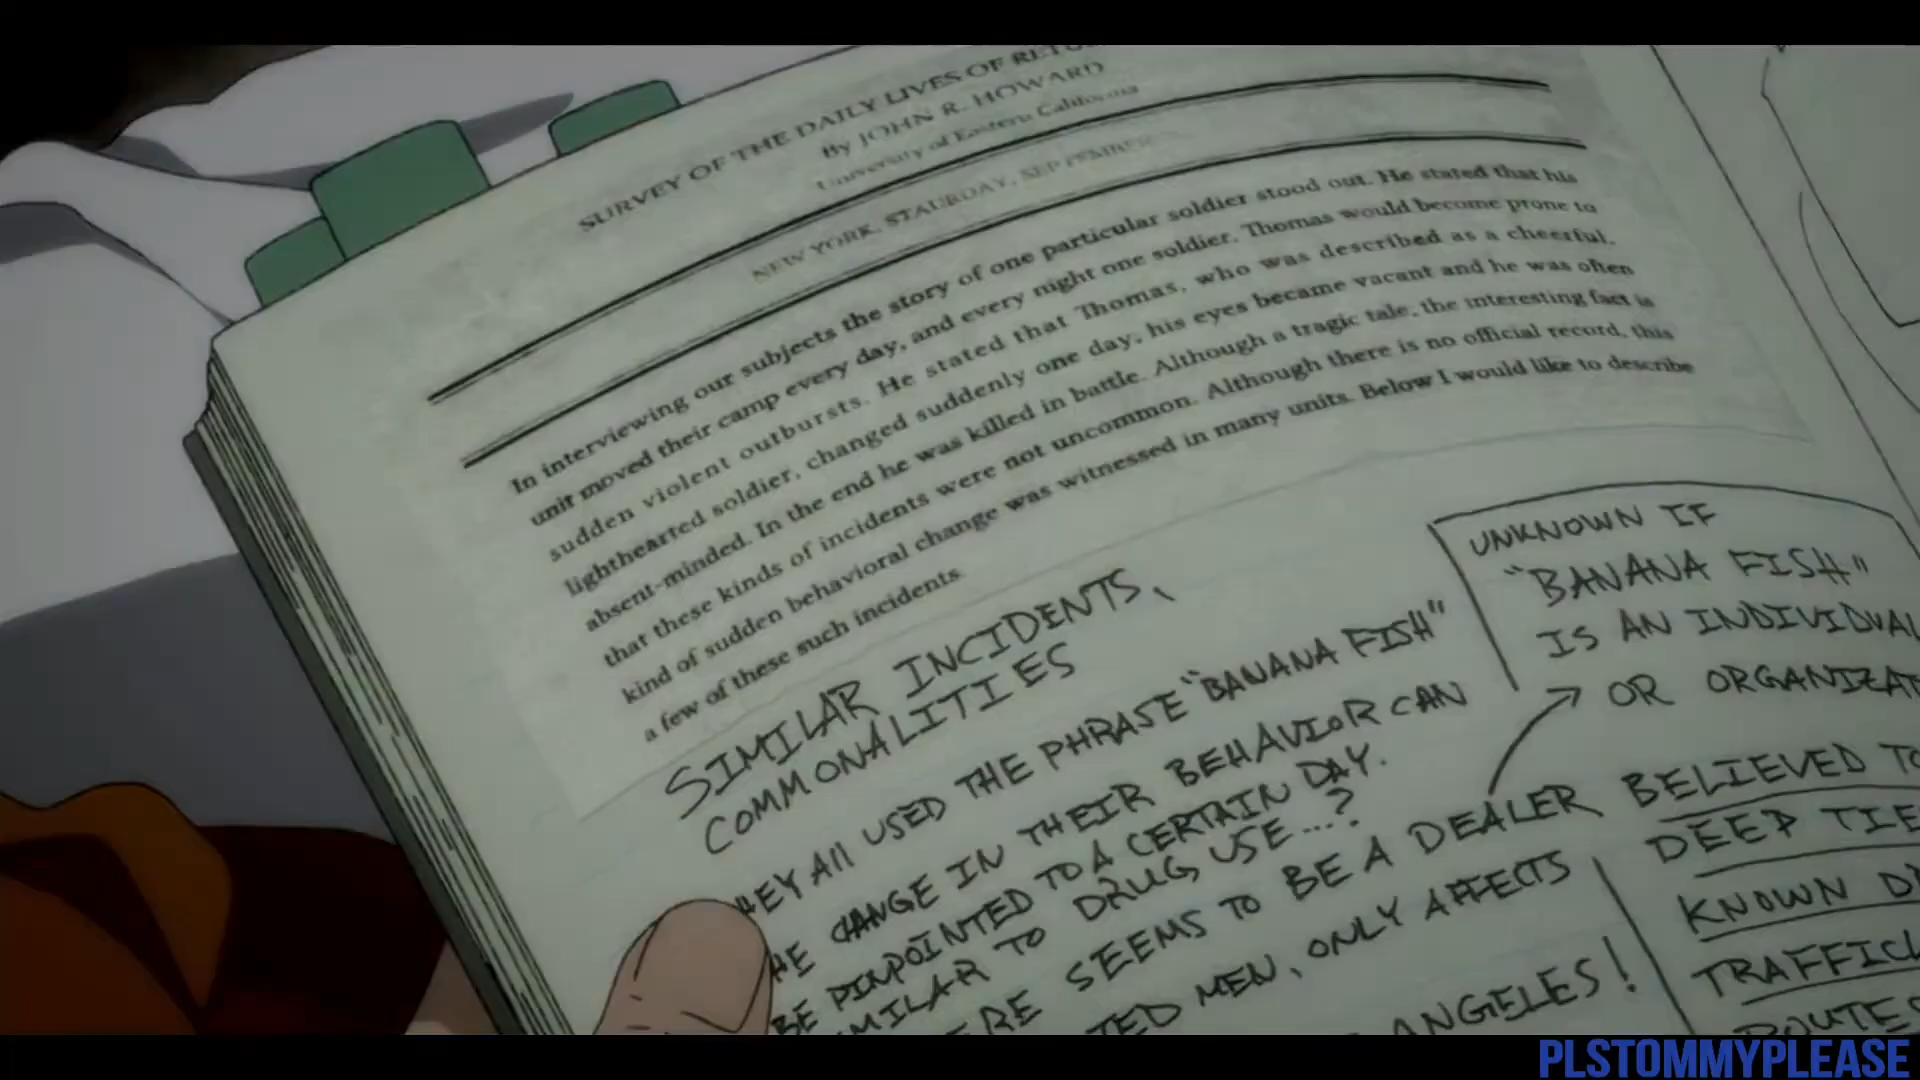 SURVEY OF THE DAILY LIVES OF
By JOHN R. HOWARD
University of Eastern California
NEW YORK, STAURDAY, SEPTEMBER
In interviewing our subjects the story of one particular soldier stood out. He stated that his
unit moved their camp every day, and every night one soldier, Thomas would become prone to
sudden violent outbursts. He stated that Thomas, who was described as a cheerful,
lighthearted soldier, changed suddenly one day, his eyes became vacant and he was often
absent-minded. In the end he was killed in battle. Although a tragic tale, the interesting fact is
that these kinds of incidents were not uncommon. Although there is no official record, this
kind of sudden behavioral change was witnessed in many units. Below I would like to describe
a few of these such incidents.
SIMILAR INCIDENTS,
COMMONALITIES
HEY All USED THE PHRASE "BANANA FISH"
HE CHANGE IN THEIR BEHAVIOR CAN
BE PINPOINTED TO A CERTAIN DAY.
MILAR TO DRUG USE...?
ERE SEEMS TO BE A DEALER
TED MEN, ONLY AFFECTS
ANGELES!
UNKNOWN IF
"BANANA FISH"
IS AN INDIVIDUAL
OR ORGANIZAT
BELIEVED TO
DEEP TIE
KNOWN D
TRAFFIC
ROUTES
PLSTOMMYPLEASE